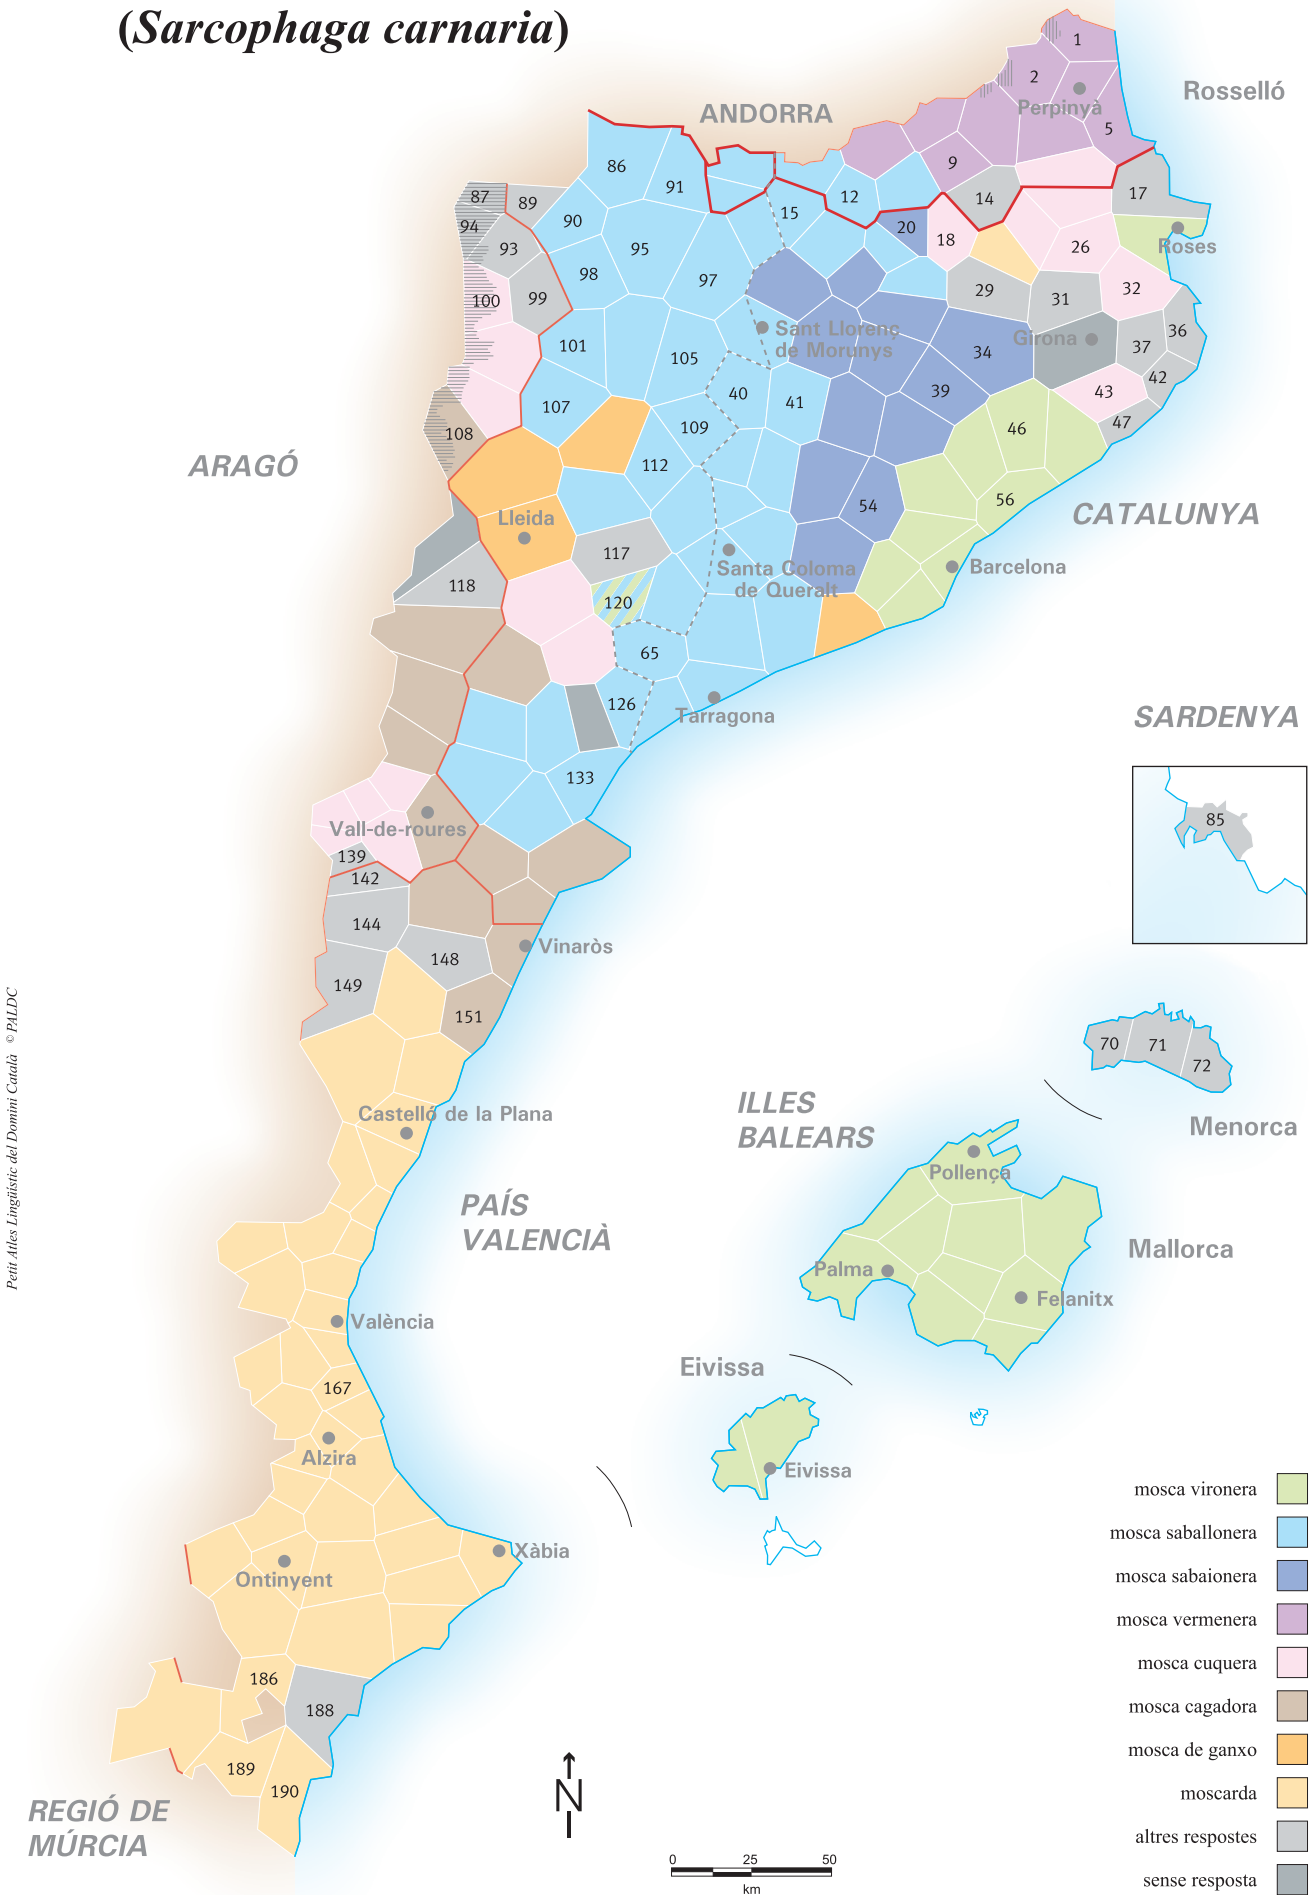 (Sarcophaga carnaria)
1
2
Rosselló
Perpinyà
ANDORRA
5
9
86
91
12
14
17
87
89
90
15
20
18
94
93
95
26
Roses
98
97
100
99
29
31
32
Sant Llorenç
de Morunys
Girona
36
101
105
34
37
42
40
41
39
43
107
109
46
47
108
112
ARAGÓ
54
56
CATALUNYA
Lleida
117
Santa Coloma
de Queralt
Barcelona
118
120
65
126
Tarragona
SARDENYA
133
85
Vall-de-roures
139
142
144
148
Vinaròs
149
151
Petit Atles Lingüístic del Domini Català © PALDC
70
71
72
Menorca
Castelló de la Plana
ILLES
BALEARS
Pollença
PAÍS
VALENCIÀ
Mallorca
Palma
Felanitx
València
Eivissa
167
Alzira
Eivissa
Xàbia
Ontinyent
186
188
189
190
REGIÓ DE
MÚRCIA
N
0 25 50
km
mosca vironera
mosca saballonera
mosca sabaionera
mosca vermenera
mosca cuquera
mosca cagadora
mosca de ganxo
moscarda
altres respostes
sense resposta